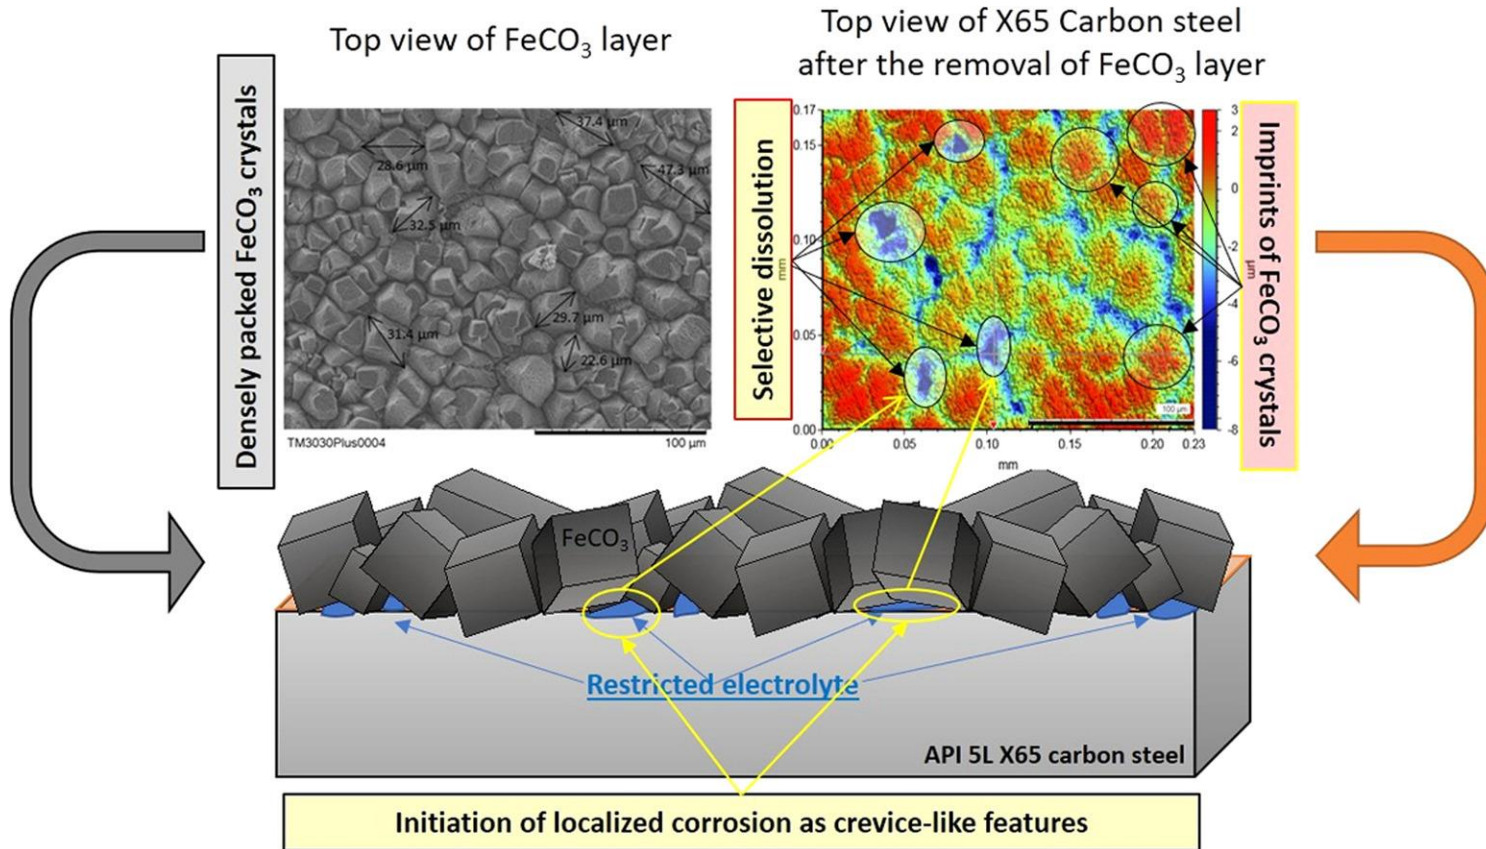 Top view of FeCO₃ layer
Top view of X65 Carbon steel
after the removal of FeCO₃ layer
Densely packed FeCO₃ crystals
37.4 µm
28.6 µm
47.3 µm
32.5 µm
29.7 µm
31.4 µm
22.6 µm
TM3030Plus0004
100 µm
Selective dissolution
mm
0.17
0.15
0.10
0.05
0.00
0.00
0.05
0.10
0.15
0.20
0.23
mm
100 µm
3
2
0
-2
-4
-6
-8
µm
Imprints of FeCO₃ crystals
FeCO₃
Restricted electrolyte
API 5L X65 carbon steel
Initiation of localized corrosion as crevice-like features